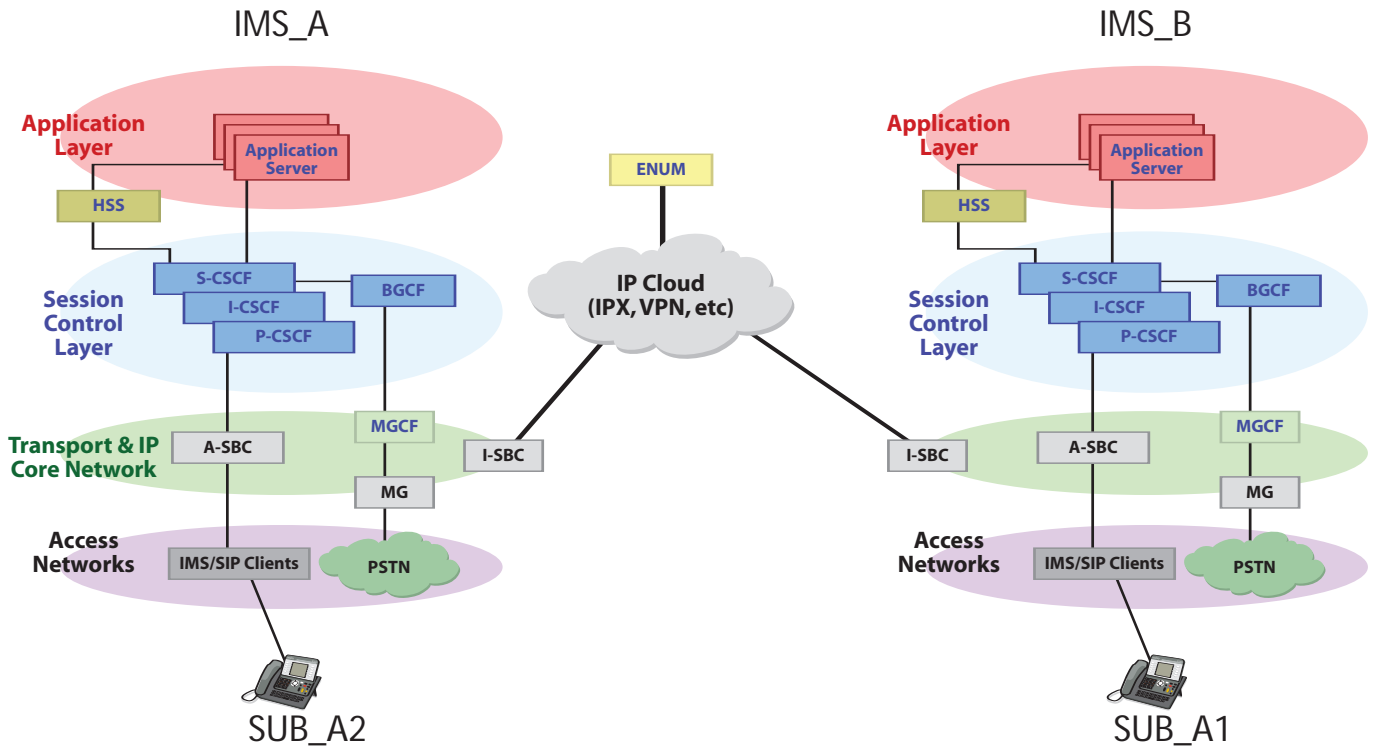 IMS_A
IMS_B
Application
Layer
Application
Server
HSS
S-CSCF
I-CSCF
P-CSCF
BGCF
Session
Control
Layer
Transport & IP
Core Network
A-SBC
MGCF
MG
I-SBC
Access
Networks
IMS/SIP Clients
PSTN
SUB_A2
ENUM
IP Cloud
(IPX, VPN, etc)
Application
Layer
Application
Server
HSS
S-CSCF
I-CSCF
P-CSCF
BGCF
Session
Control
Layer
I-SBC
A-SBC
MGCF
MG
Access
Networks
IMS/SIP Clients
PSTN
SUB_A1